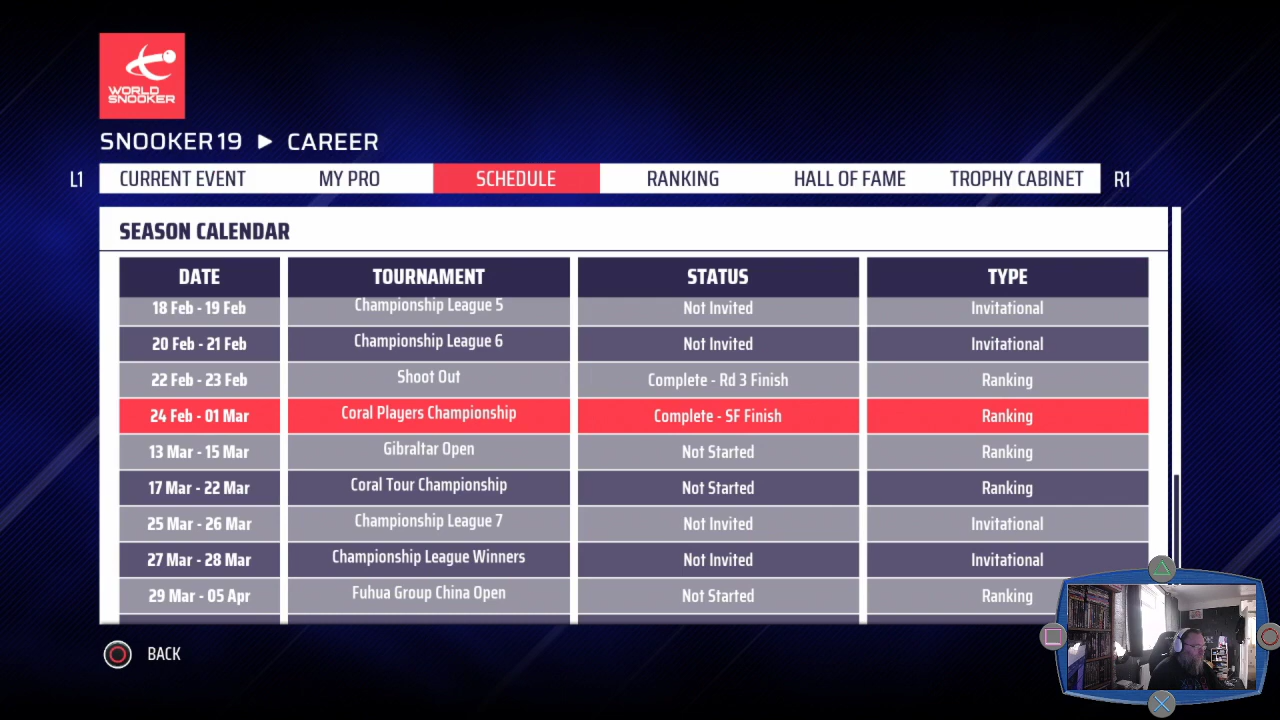 WORLD
SNOOKER
SNOOKER 19 ▶ CAREER
L1 CURRENT EVENT MY PRO SCHEDULE RANKING HALL OF FAME TROPHY CABINET R1
SEASON CALENDAR
DATE TOURNAMENT STATUS TYPE
18 Feb - 19 Feb Championship League 5 Not Invited Invitational
20 Feb - 21 Feb Championship League 6 Not Invited Invitational
22 Feb - 23 Feb Shoot Out Complete - Rd 3 Finish Ranking
24 Feb - 01 Mar Coral Players Championship Complete - SF Finish Ranking
13 Mar - 15 Mar Gibraltar Open Not Started Ranking
17 Mar - 22 Mar Coral Tour Championship Not Started Ranking
25 Mar - 26 Mar Championship League 7 Not Invited Invitational
27 Mar - 28 Mar Championship League Winners Not Invited Invitational
29 Mar - 05 Apr Fuhua Group China Open Not Started Ranking
BACK